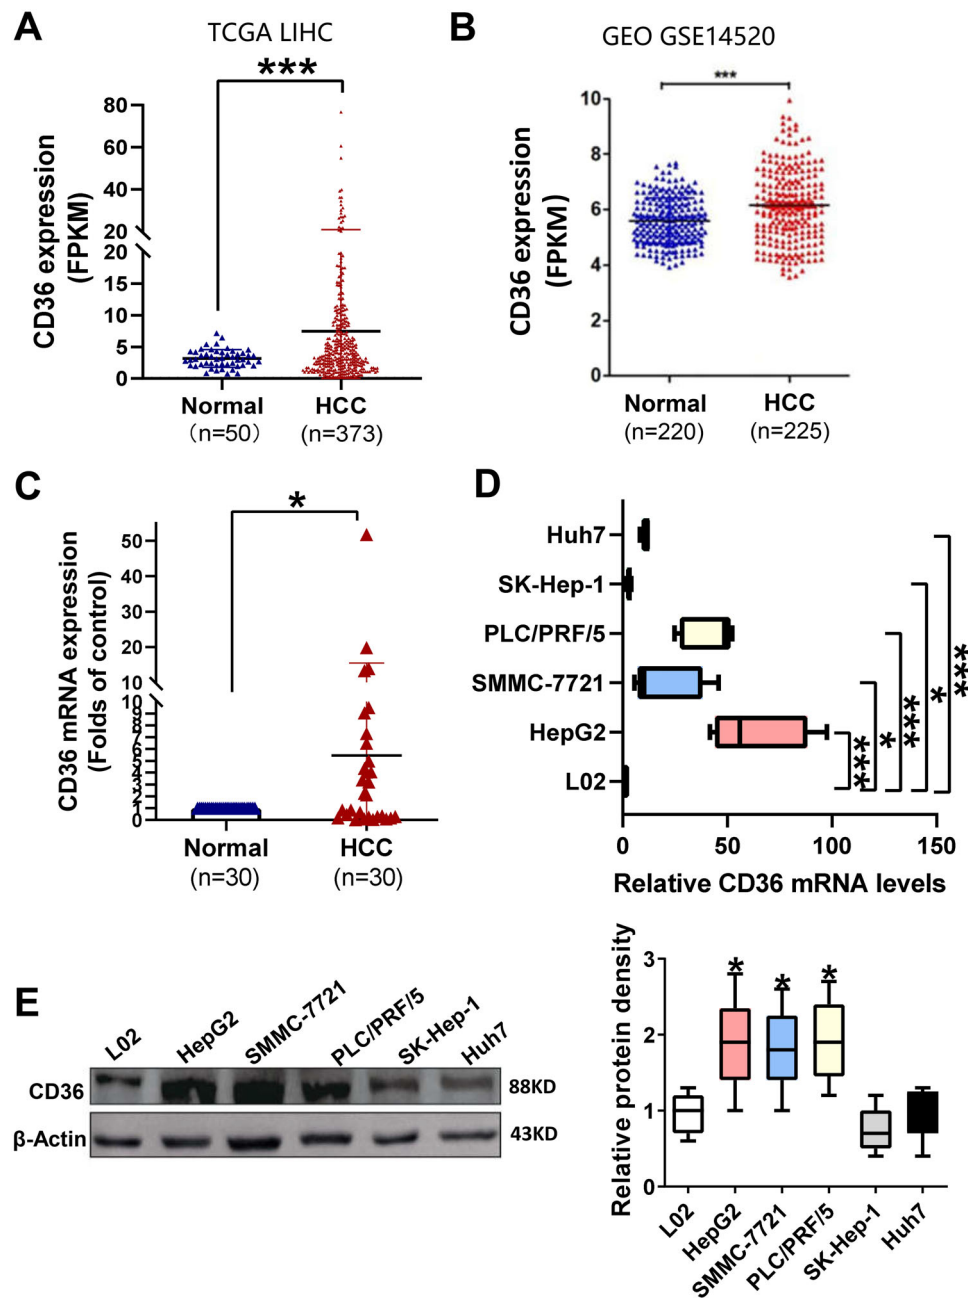 A
TCGA LIHC
***
CD36 expression
(FPKM)
80
60
40
20
20
15
10
5
0
Normal
HCC
(n=50)
(n=373)
B
GEO GSE14520
***
CD36 expression
(FPKM)
10
8
6
4
2
0
Normal
HCC
(n=220)
(n=225)
C
*
CD36 mRNA expression
(Folds of control)
50
40
30
20
10
10
9
8
7
6
5
4
3
2
1
0
Normal
HCC
(n=30)
(n=30)
D
Huh7
SK-Hep-1
PLC/PRF/5
SMMC-7721
HepG2
L02
***
*
***
*
***
0
50
100
150
Relative CD36 mRNA levels
E
L02
HepG2
SMMC-7721
PLC/PRF/5
SK-Hep-1
Huh7
CD36
88KD
β-Actin
43KD
Relative protein density
3
2
1
0
*
*
*
L02
HepG2
SMMC-7721
PLC/PRF/5
SK-Hep-1
Huh7